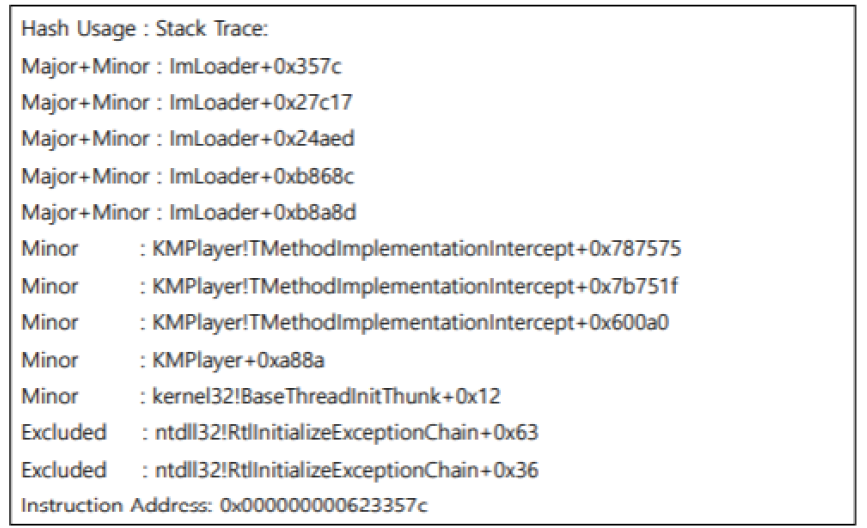 Hash Usage : Stack Trace:
Major+Minor : ImLoader+0x357c
Major+Minor : ImLoader+0x27c17
Major+Minor : ImLoader+0x24aed
Major+Minor : ImLoader+0xb868c
Major+Minor : ImLoader+0xb8a8d
Minor : KMPlayer!TMethodImplementationIntercept+0x787575
Minor : KMPlayer!TMethodImplementationIntercept+0x7b751f
Minor : KMPlayer!TMethodImplementationIntercept+0x600a0
Minor : KMPlayer+0xa88a
Minor : kernel32!BaseThreadInitThunk+0x12
Excluded : ntdll32!RtlInitializeExceptionChain+0x63
Excluded : ntdll32!RtlInitializeExceptionChain+0x36
Instruction Address: 0x000000000623357c